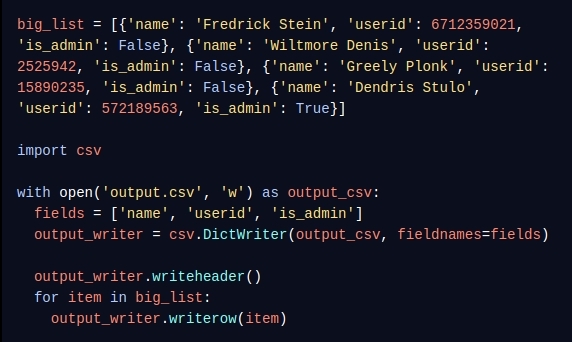 big_list = [{'name': 'Fredrick Stein', 'userid': 6712359021,
'is_admin': False}, {'name': 'Wiltmore Denis', 'userid':
2525942, 'is_admin': False}, {'name': 'Greely Plonk', 'userid':
15890235, 'is_admin': False}, {'name': 'Dendris Stulo',
'userid': 572189563, 'is_admin': True}]

import csv

with open('output.csv', 'w') as output_csv:
  fields = ['name', 'userid', 'is_admin']
  output_writer = csv.DictWriter(output_csv, fieldnames=fields)

  output_writer.writeheader()
  for item in big_list:
    output_writer.writerow(item)